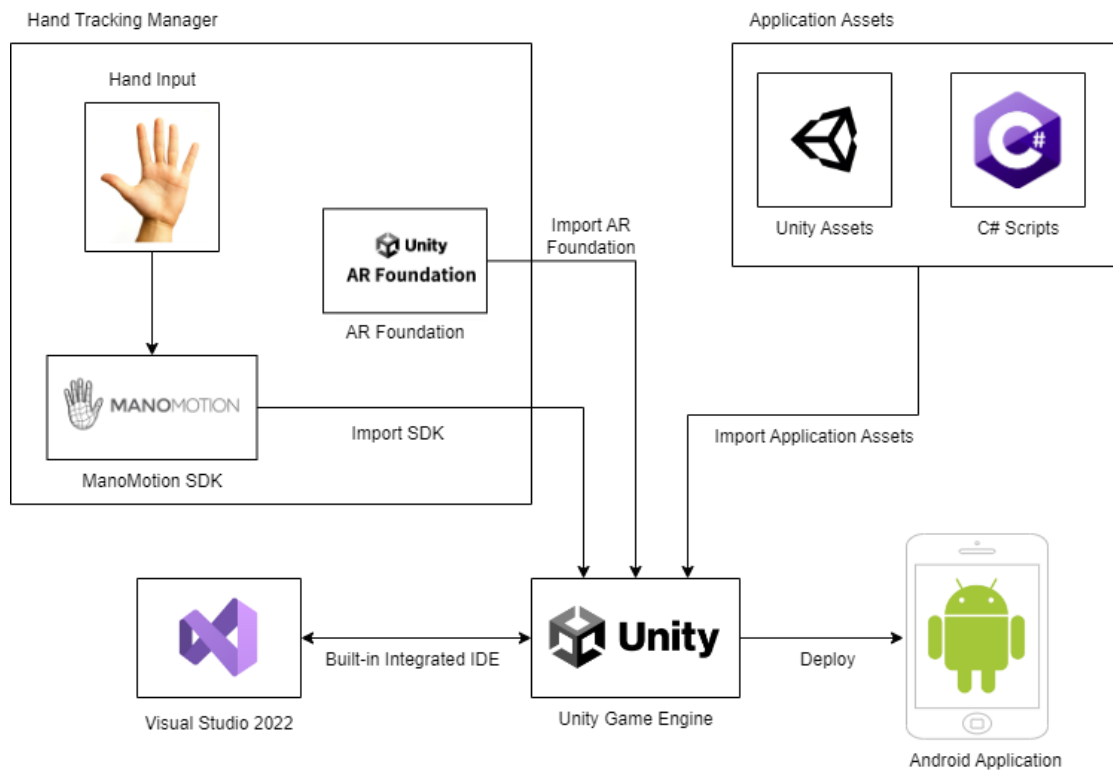 Hand Tracking Manager
Application Assets
Hand Input
C#
Unity Assets
C# Scripts
Unity
AR Foundation
AR Foundation
Import AR
Foundation
MANOMOTION
ManoMotion SDK
Import SDK
Import Application Assets
Visual Studio 2022
Built-in Integrated IDE
Unity
Unity Game Engine
Deploy
Android Application